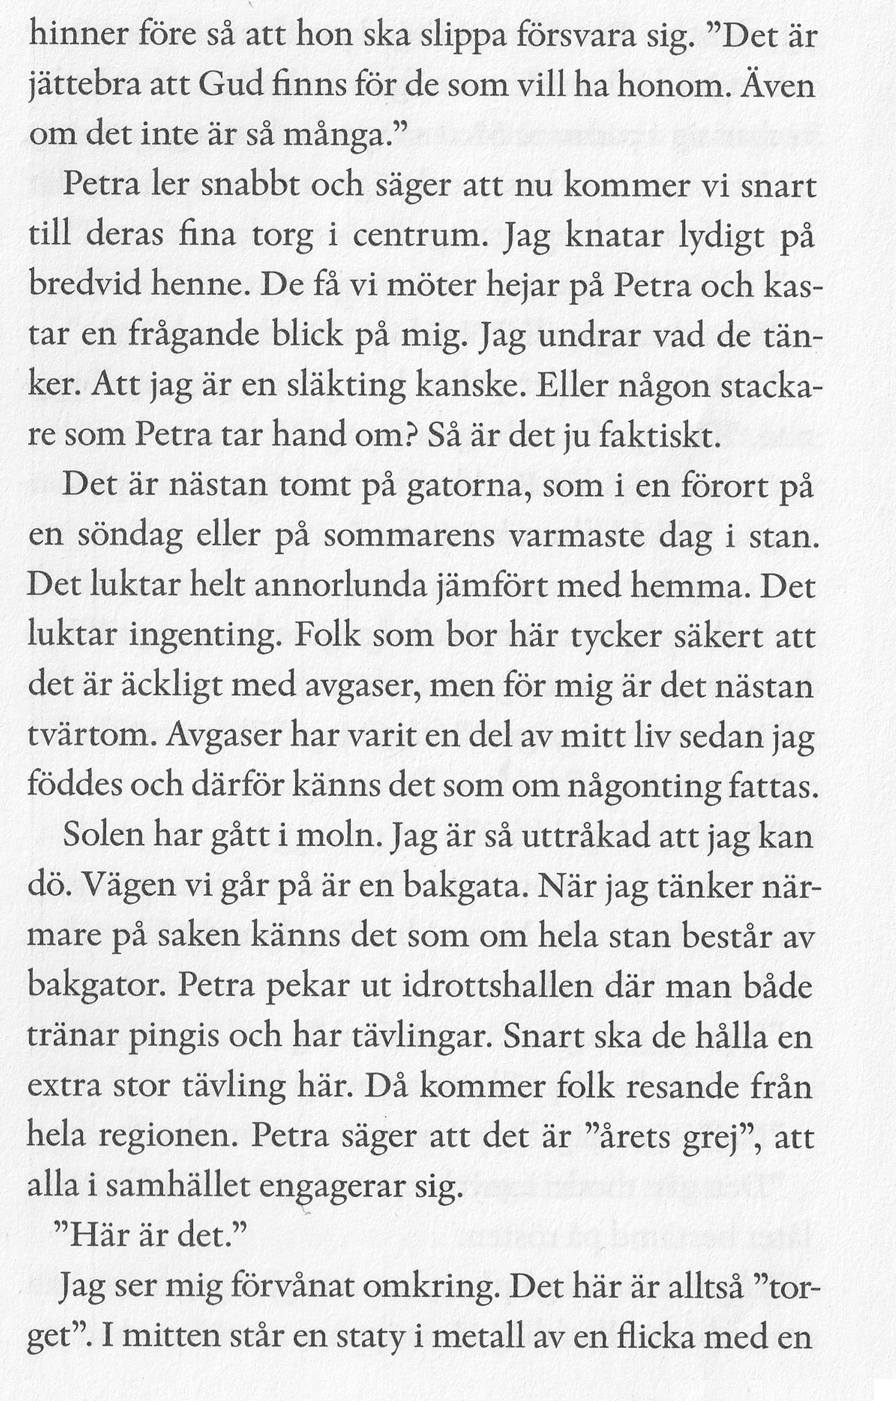 hinner före så att hon ska slippa försvara sig. ”Det är
jättebra att Gud finns för de som vill ha honom. Även
om det inte är så många.”
Petra ler snabbt och säger att nu kommer vi snart
till deras fina torg i centrum. Jag knatar lydigt på
bredvid henne. De få vi möter hejar på Petra och kas-
tar en frågande blick på mig. Jag undrar vad de tän-
ker. Att jag är en släkting kanske. Eller någon stacka-
re som Petra tar hand om? Så är det ju faktiskt.
Det är nästan tomt på gatorna, som i en förort på
en söndag eller på sommarens varmaste dag i stan.
Det luktar helt annorlunda jämfört med hemma. Det
luktar ingenting. Folk som bor här tycker säkert att
det är äckligt med avgaser, men för mig är det nästan
tvärtom. Avgaser har varit en del av mitt liv sedan jag
föddes och därför känns det som om någonting fattas.
Solen har gått i moln. Jag är så uttråkad att jag kan
dö. Vägen vi går på är en bakgata. När jag tänker när-
mare på saken känns det som om hela stan består av
bakgator. Petra pekar ut idrottshallen där man både
tränar pingis och har tävlingar. Snart ska de hålla en
extra stor tävling här. Då kommer folk resande från
hela regionen. Petra säger att det är ”årets grej”, att
alla i samhället engagerar sig.
”Här är det.”
Jag ser mig förvånat omkring. Det här är alltså ”tor-
get”. I mitten står en staty i metall av en flicka med en